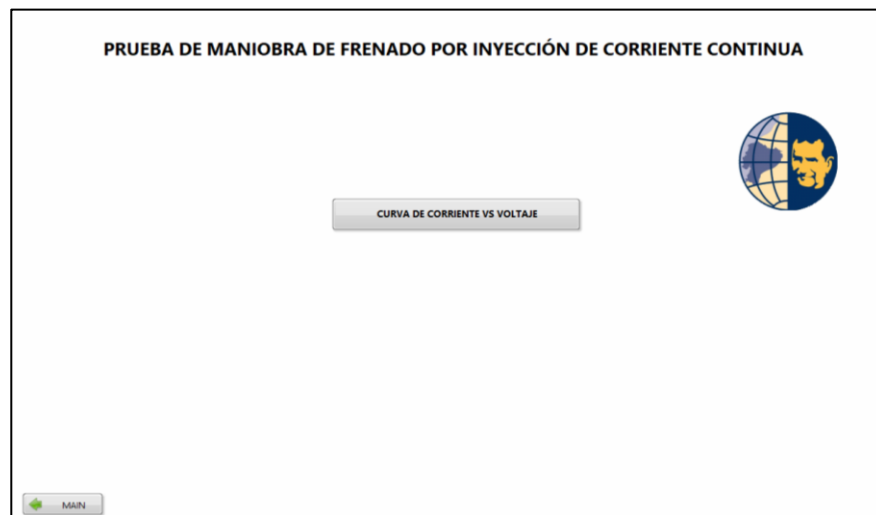 PRUEBA DE MANIOBRA DE FRENADO POR INYECCIÓN DE CORRIENTE CONTINUA
CURVA DE CORRIENTE VS VOLTAJE
MAIN